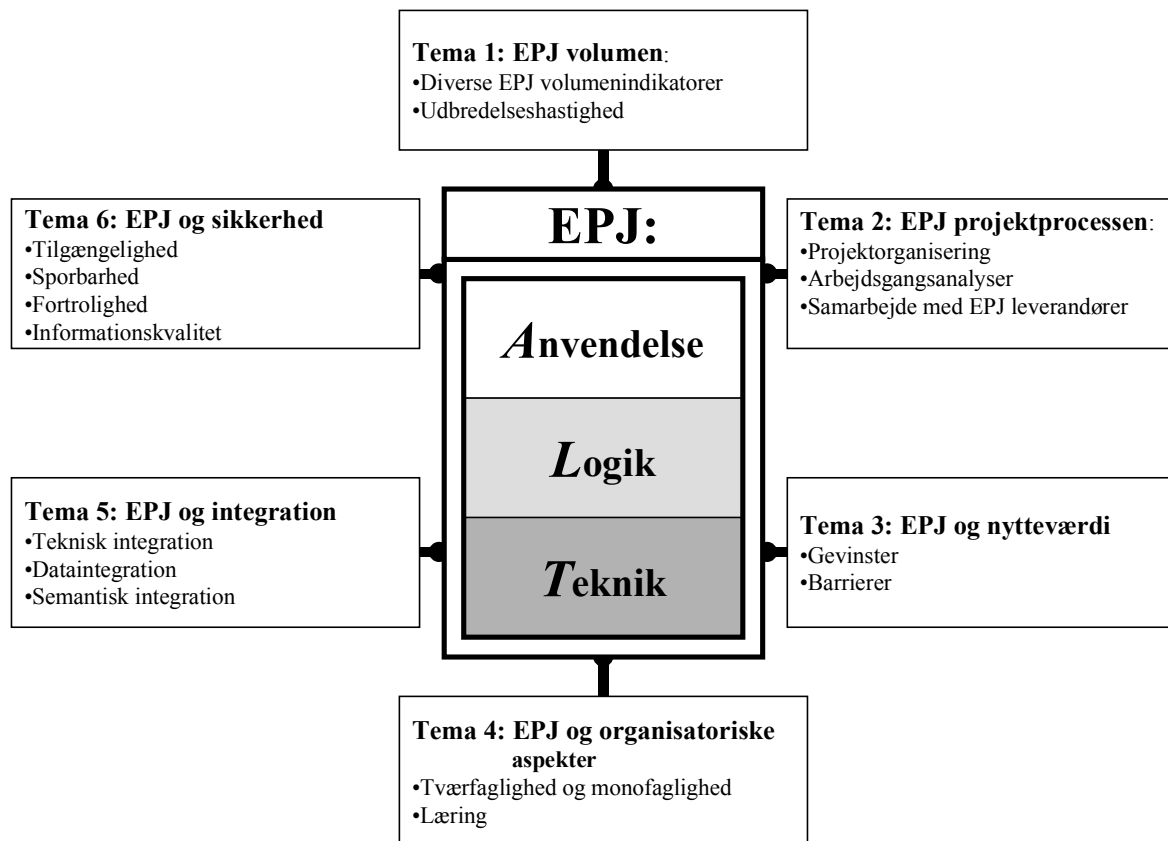 Tema 1: EPJ volumen:
•Diverse EPJ volumenindikatorer
•Udbredelseshastighed
Tema 6: EPJ og sikkerhed
•Tilgængelighed
•Sporbarhed
•Fortrolighed
•Informationskvalitet
EPJ:
Anvendelse
Logik
Teknik
Tema 2: EPJ projektprocessen:
•Projektorganisering
•Arbejdsgangsanalyser
•Samarbejde med EPJ leverandører
Tema 5: EPJ og integration
•Teknisk integration
•Dataintegration
•Semantisk integration
Tema 3: EPJ og nytteværdi
•Gevinster
•Barrierer
Tema 4: EPJ og organisatoriske
aspekter
•Tværfaglighed og monofaglighed
•Læring